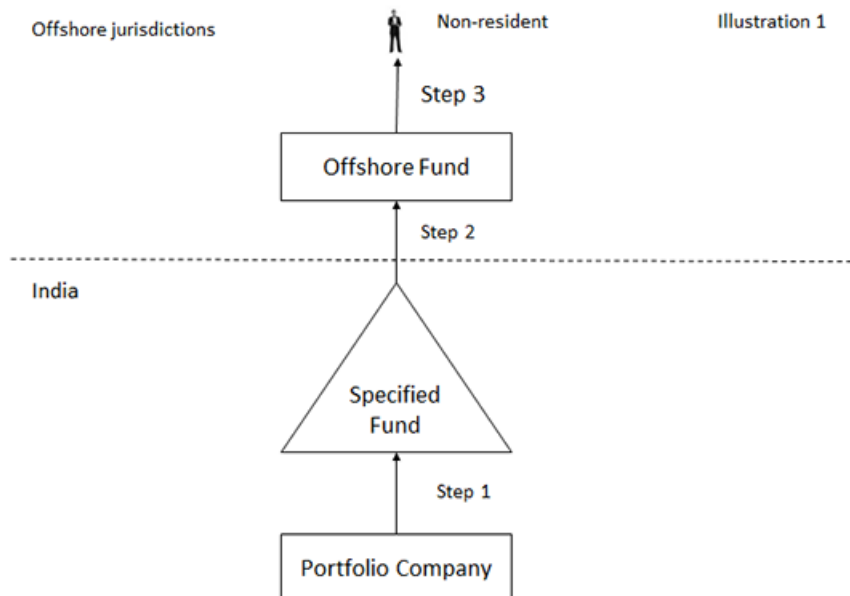 Offshore jurisdictions
Non-resident
Illustration 1
Step 3
Offshore Fund
Step 2
India
Specified
Fund
Step 1
Portfolio Company